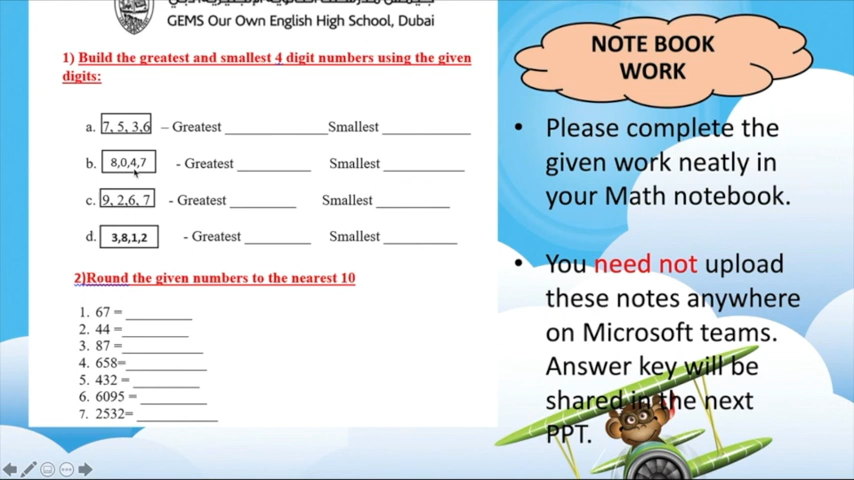 GEMS Our Own English High School, Dubai
1) Build the greatest and smallest 4 digit numbers using the given
digits:
a. 7, 5, 3,6 – Greatest ____________ Smallest ____________
b. 8,0,4,7 - Greatest __________ Smallest ___________
c. 9, 2,6, 7 - Greatest _________ Smallest __________
d. 3,8,1,2 - Greatest _________ Smallest __________
2)Round the given numbers to the nearest 10
1. 67 = _________
2. 44 = _________
3. 87 =__________
4. 658=__________
5. 432 = _________
6. 6095 = _________
7. 2532= ___________
NOTE BOOK
WORK
• Please complete the
given work neatly in
your Math notebook.
• You need not upload
these notes anywhere
on Microsoft teams.
Answer key will be
shared in the next
PPT.